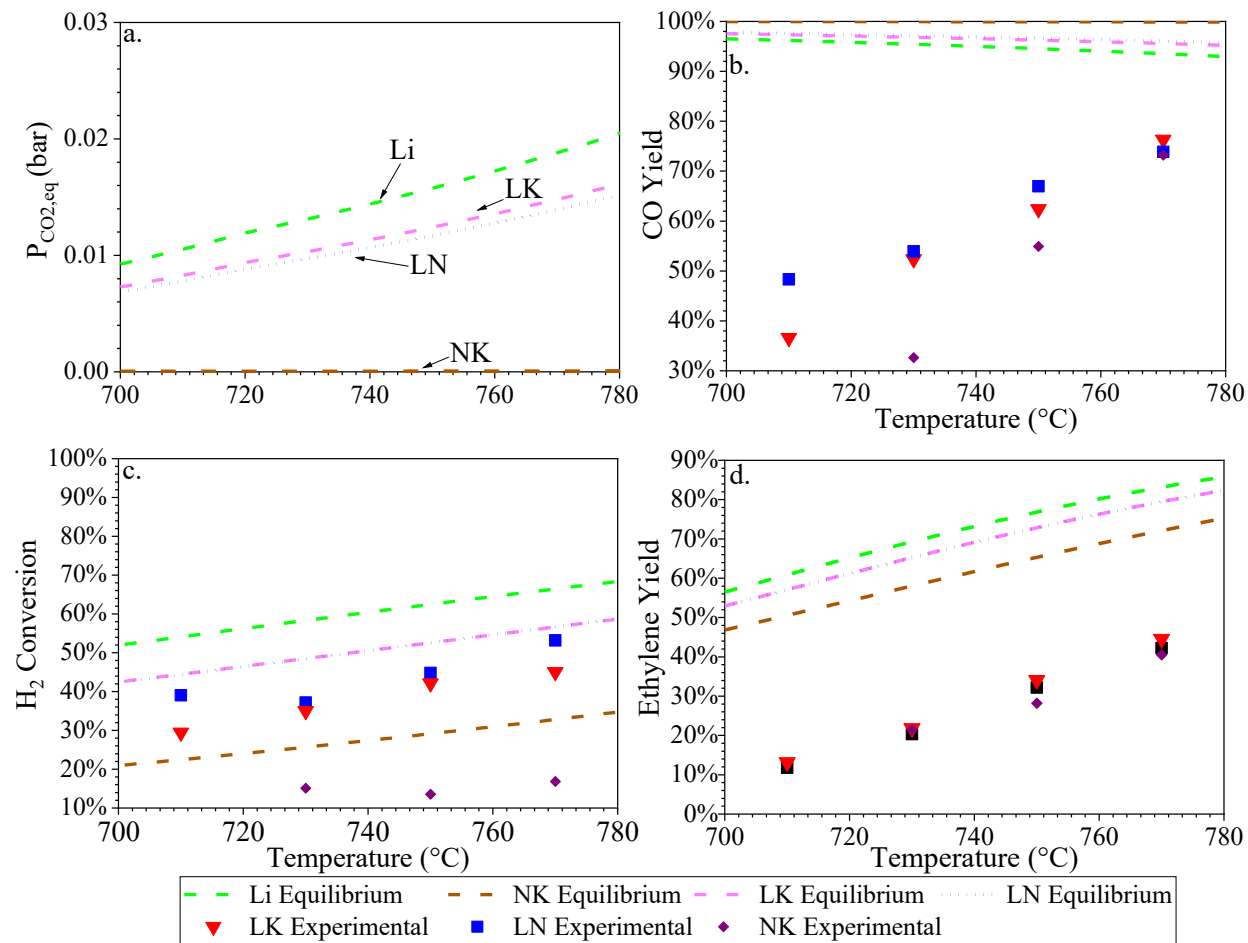 a.
0.03
0.02
0.01
0.00
P_CO2,eq (bar)
Li
LK
LN
NK
700 720 740 760 780
b.
100%
90%
80%
70%
60%
50%
40%
30%
CO Yield
700 720 740 760 780
Temperature (°C)
c.
100%
90%
80%
70%
60%
50%
40%
30%
20%
10%
H₂ Conversion
700 720 740 760 780
Temperature (°C)
d.
90%
80%
70%
60%
50%
40%
30%
20%
10%
0%
Ethylene Yield
700 720 740 760 780
Temperature (°C)
Li Equilibrium NK Equilibrium LK Equilibrium LN Equilibrium
LK Experimental LN Experimental NK Experimental